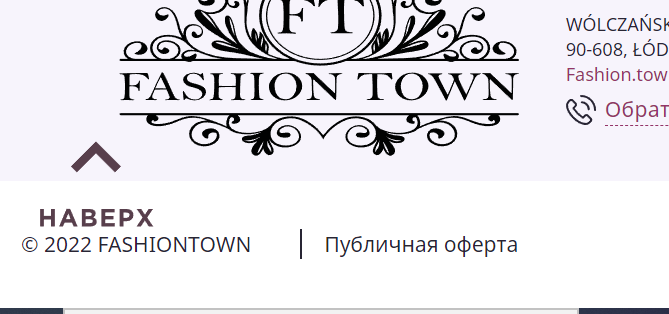 FT
FASHION TOWN
WÓLCZAŃSK
90-608, ŁÓD
Fashion.tow
Обрат
НАВЕРХ
© 2022 FASHIONTOWN
Публичная оферта